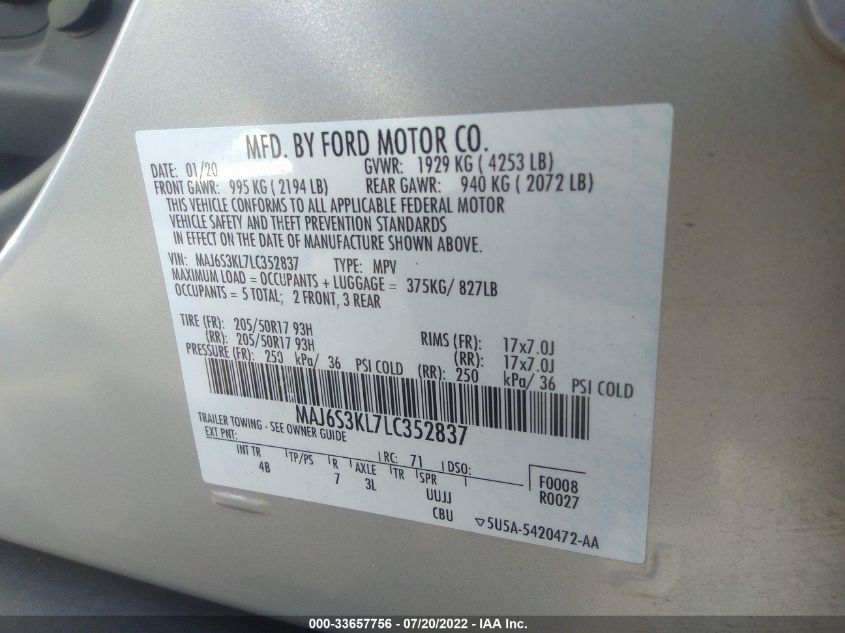 MFD. BY FORD MOTOR CO.
DATE: 01/20 GVWR: 1929 KG ( 4253 LB)
FRONT GAWR: 995 KG ( 2194 LB) REAR GAWR: 940 KG ( 2072 LB)
THIS VEHICLE CONFORMS TO ALL APPLICABLE FEDERAL MOTOR
VEHICLE SAFETY AND THEFT PREVENTION STANDARDS
IN EFFECT ON THE DATE OF MANUFACTURE SHOWN ABOVE.
VIN: MAJ6S3KL7LC352837 TYPE: MPV
MAXIMUM LOAD = OCCUPANTS + LUGGAGE = 375KG/ 827LB
OCCUPANTS = 5 TOTAL; 2 FRONT, 3 REAR
TIRE (FR): 205/50R17 93H RIMS (FR): 17x7.0J
(RR): 205/50R17 93H (RR): 17x7.0J
PRESSURE (FR): 250 kPa/ 36 PSI COLD (RR): 250 kPa/ 36 PSI COLD
MAJ6S3KL7LC352837
TRAILER TOWING - SEE OWNER GUIDE
EXT PNT: RC: 71 DSO:
INT TR TP/PS R AXLE TR SPR F0008
4B 7 3L UUJJ R0027
CBU ▽5U5A-5420472-AA
000-33657756 - 07/20/2022 - IAA Inc.